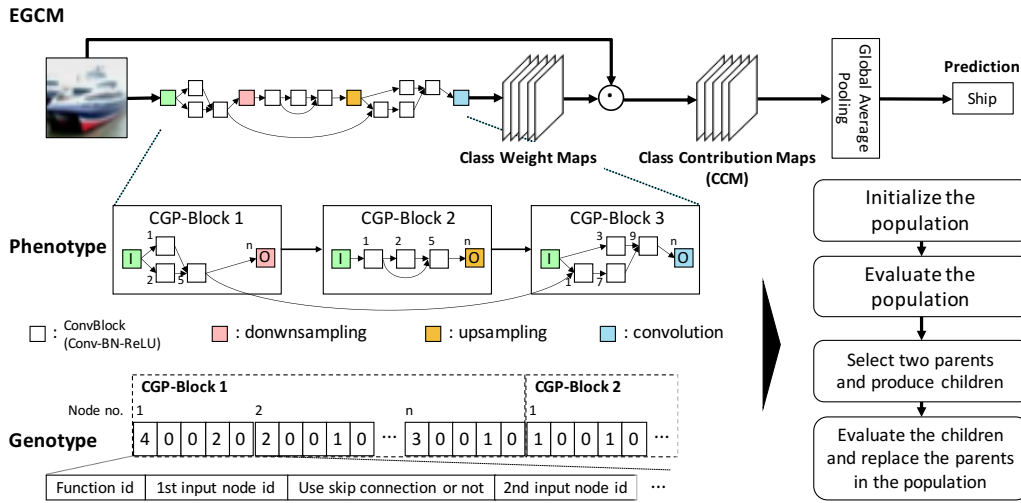 EGCM
Global Average
Pooling
Prediction
Ship
Class Weight Maps
Class Contribution Maps
(CCM)
Phenotype
CGP-Block 1
I
1
2
5
n
O
CGP-Block 2
I
1
2
5
n
O
CGP-Block 3
I
1
3
7
9
n
O
ConvBlock
(Conv-BN-ReLU)
: donwnsampling
: upsampling
: convolution
Initialize the
population
Evaluate the
population
Select two parents
and produce children
Evaluate the children
and replace the parents
in the population
CGP-Block 1
CGP-Block 2
Node no.
1
2
n
1
Genotype
4 0 0 2 0 2 0 0 1 0 ... 3 0 0 1 0 1 0 0 1 0 ...
Function id
1st input node id
Use skip connection or not
2nd input node id
...